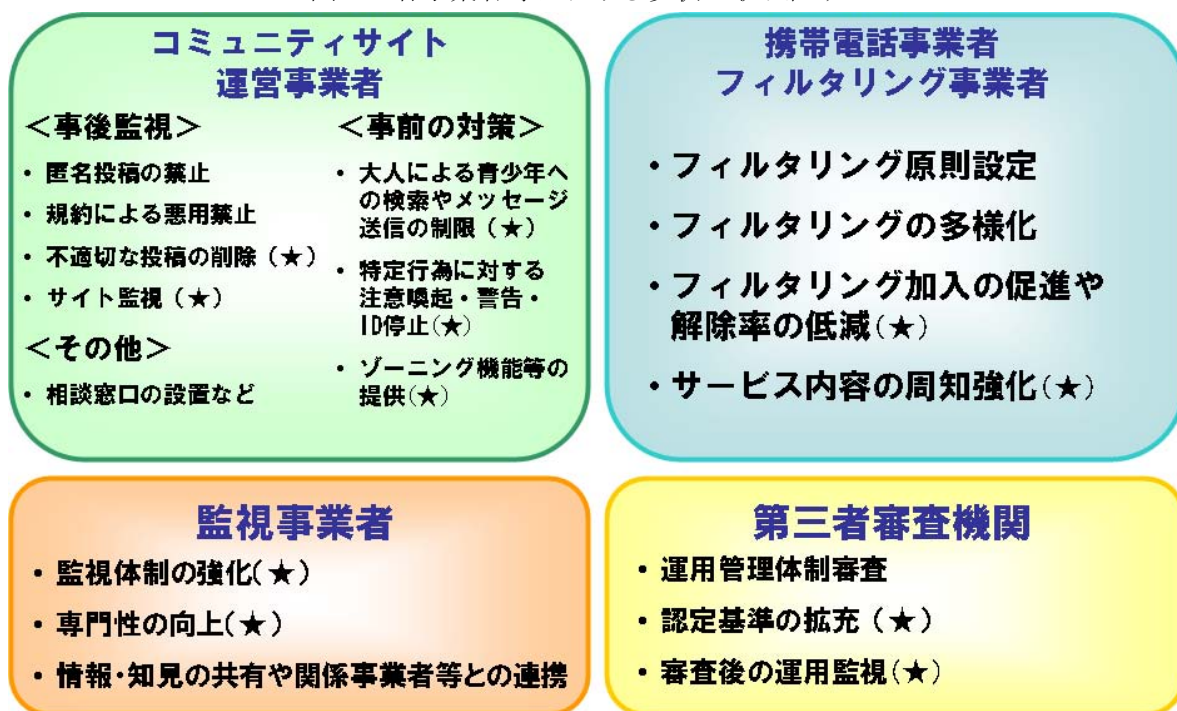 コミュニティサイト
運営事業者
＜事後監視＞
・ 匿名投稿の禁止
・ 規約による悪用禁止
・ 不適切な投稿の削除（★）
・ サイト監視（★）
＜その他＞
・ 相談窓口の設置など
＜事前の対策＞
・ 大人による青少年へ
の検索やメッセージ
送信の制限（★）
・ 特定行為に対する
注意喚起・警告・
ID停止(★)
・ ゾーニング機能等の
提供(★)
携帯電話事業者
フィルタリング事業者
・フィルタリング原則設定
・フィルタリングの多様化
・フィルタリング加入の促進や
解除率の低減(★)
・サービス内容の周知強化(★)
監視事業者
・ 監視体制の強化(★)
・ 専門性の向上(★)
・ 情報・知見の共有や関係事業者等との連携
第三者審査機関
・ 運用管理体制審査
・ 認定基準の拡充（★）
・ 審査後の運用監視(★)